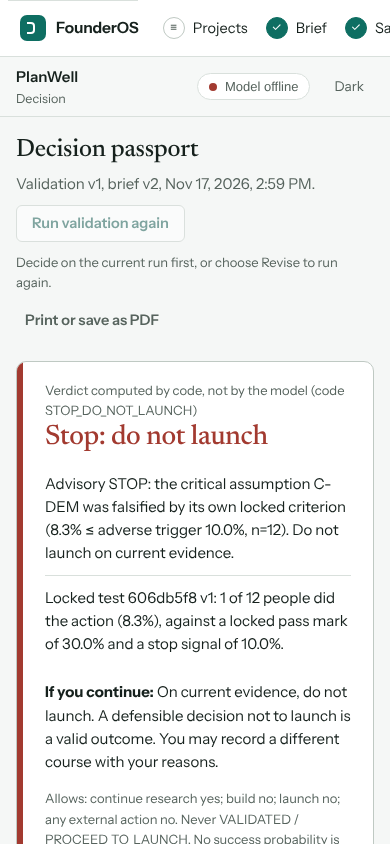 FounderOS
Projects
Brief
PlanWell
Decision
Model offline
Dark
Decision passport
Validation v1, brief v2, Nov 17, 2026, 2:59 PM.
Run validation again
Decide on the current run first, or choose Revise to run
again.
Print or save as PDF
Verdict computed by code, not by the model (code
STOP_DO_NOT_LAUNCH)
Stop: do not launch
Advisory STOP: the critical assumption C-
DEM was falsified by its own locked criterion
(8.3% ≤ adverse trigger 10.0%, n=12). Do not
launch on current evidence.
Locked test 606db5f8 v1: 1 of 12 people did
the action (8.3%), against a locked pass mark
of 30.0% and a stop signal of 10.0%.
If you continue: On current evidence, do not
launch. A defensible decision not to launch is
a valid outcome. You may record a different
course with your reasons.
Allows: continue research yes; build no; launch no;
any external action no. Never VALIDATED /
PROCEED TO LAUNCH. No success probability is